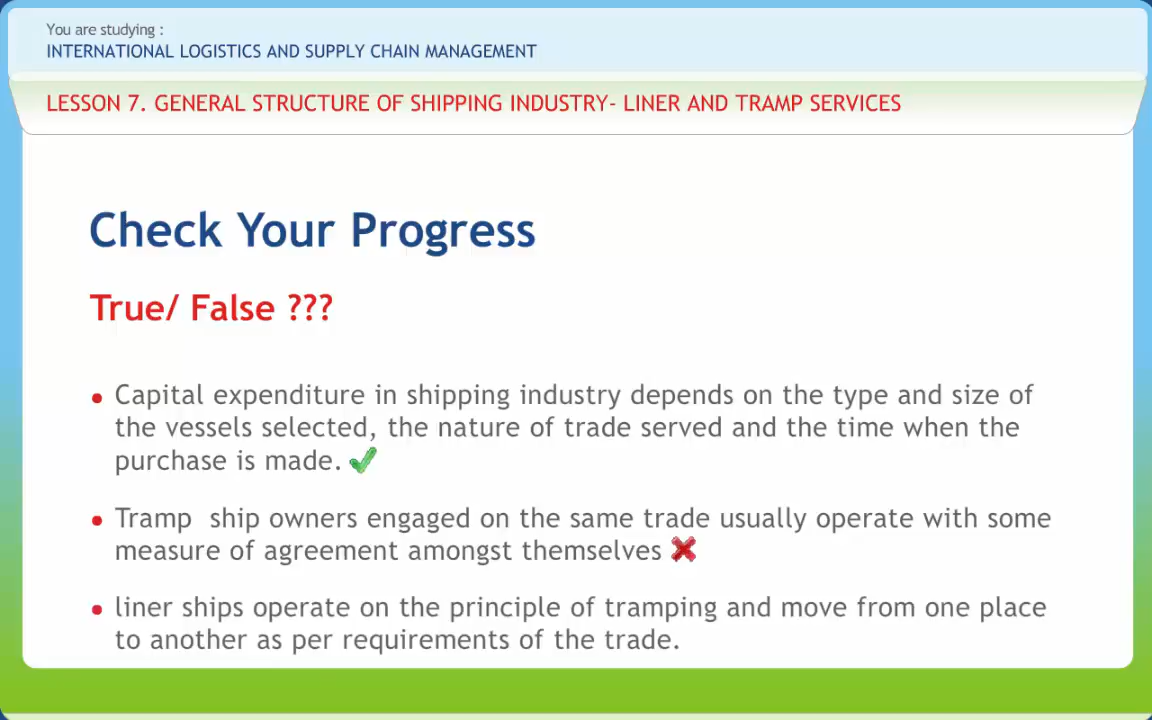 You are studying :
INTERNATIONAL LOGISTICS AND SUPPLY CHAIN MANAGEMENT
LESSON 7. GENERAL STRUCTURE OF SHIPPING INDUSTRY- LINER AND TRAMP SERVICES
Check Your Progress
True/ False ???
• Capital expenditure in shipping industry depends on the type and size of
the vessels selected, the nature of trade served and the time when the
purchase is made.
• Tramp  ship owners engaged on the same trade usually operate with some
measure of agreement amongst themselves
• liner ships operate on the principle of tramping and move from one place
to another as per requirements of the trade.